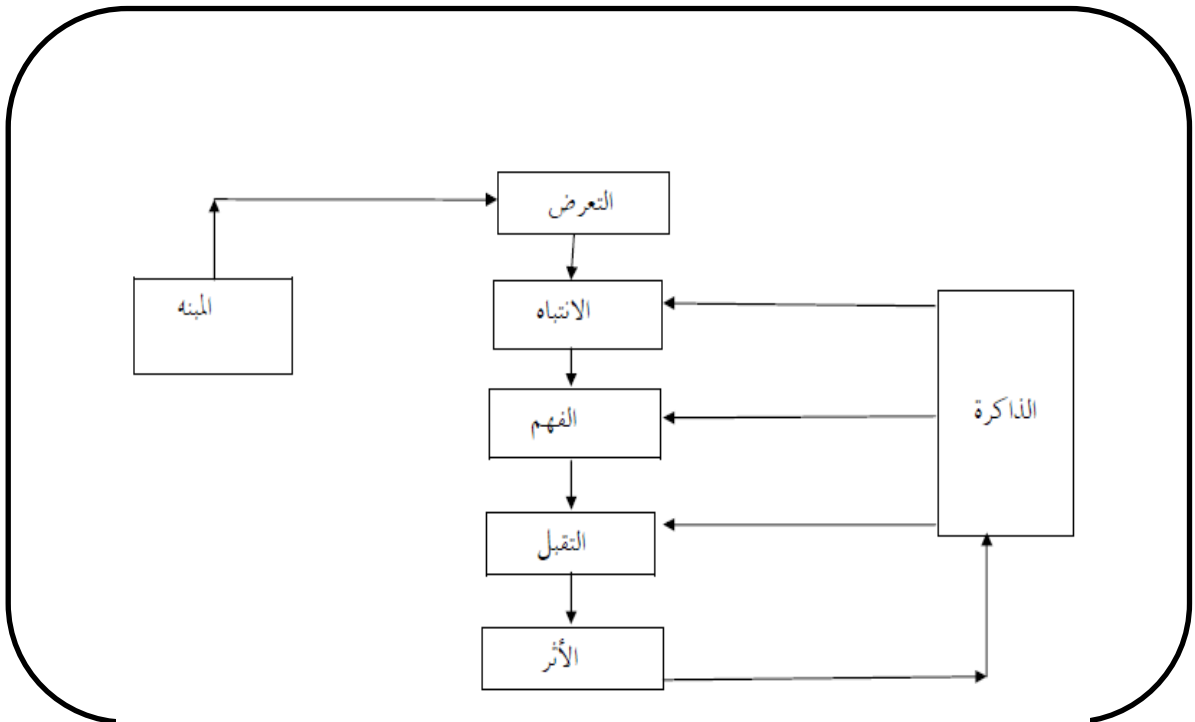 التعرض
المنبه
الانتباه
الذاكرة
الفهم
التقبل
الأثر